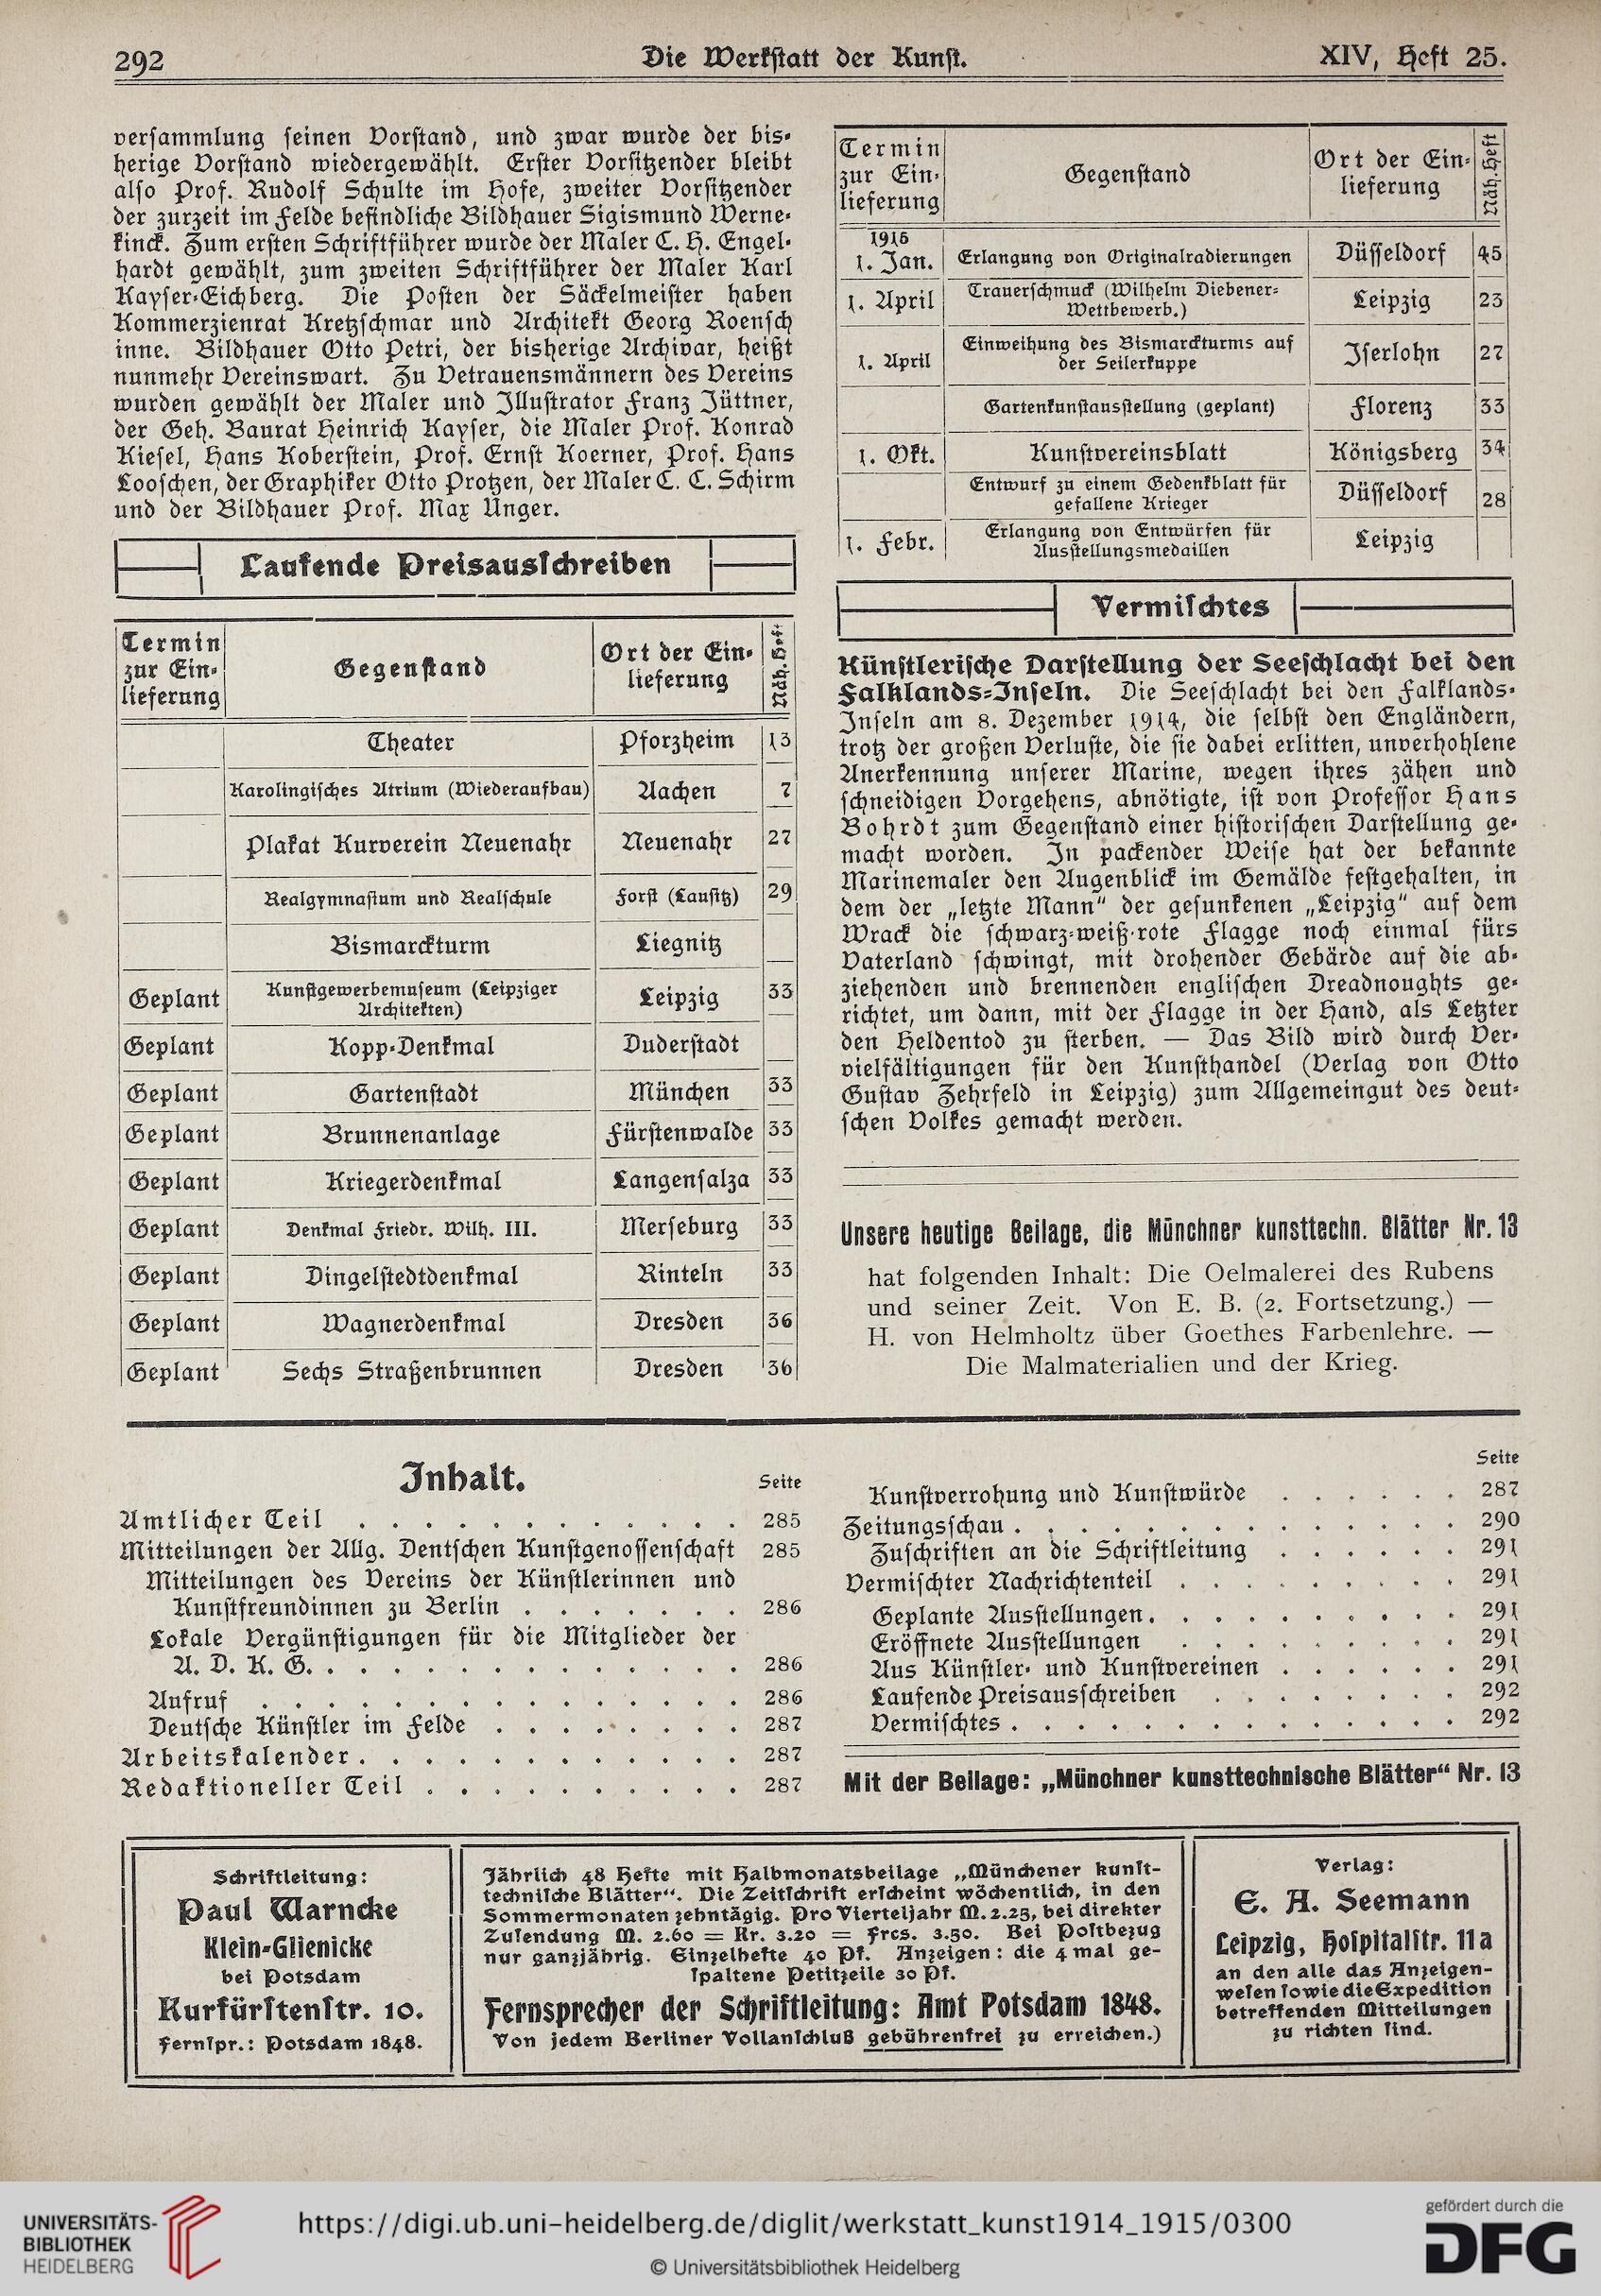 292
Die Werkstatt der Kunst.
XIV, Heft 25.
versammlung seinen Vorstand, und zwar wurde der bis-
herige Vorstand wiedergewählt. Erster Vorsitzender bleibt
also Prof. Rudolf Schulte im Hofe, zweiter Vorsitzender
der zurzeit im Felde befindliche Bildhauer Sigismund Werne-
kinck. Zum ersten Schriftführer wurde der Maler C. H. Engel-
hardt gewählt, zum zweiten Schriftführer der Maler Karl
Kayser-Eichberg. Die Posten der Säckelmeister haben
Kommerzienrat Kretzschmar und Architekt Georg Roensch
inne. Bildhauer Otto Petri, der bisherige Archivar, heißt
nunmehr Vereinswart. Zu Vetrauensmännern des Vereins
wurden gewählt der Maler und Illustrator Franz Jüttner,
der Geh. Baurat Heinrich Kayser, die Maler Prof. Konrad
Kiesel, Hans Koberstein, Prof. Ernst Koerner, Prof. Hans
Looschen, der Graphiker Otto Protzen, der Maler C. C. Schirm
und der Bildhauer Prof. Max Unger.
Laufende Preisausschreiben
Termin zur Ein-lieferung Gegenstand Ort der Ein-lieferung Näh. Heft
Theater Pforzheim 13
Karolingisches Atrium (Wiederaufbau) Aachen 7
Plakat Kurverein Neuenahr Neuenahr 27
Realgymnasium und Realschule Forst (Lausitz) 29
Bismarckturm Liegnitz
Geplant Kunstgewerbemuseum (Leipziger Architekten) Leipzig 33
Geplant Kopp-Denkmal Duderstadt
Geplant Gartenstadt München 33
Geplant Brunnenanlage Fürstenwalde 33
Geplant Kriegerdenkmal Langensalza 33
Geplant Denkmal Friedr. Wilh. III. Merseburg 33
Geplant Dingelstedtdenkmal Rinteln 33
Geplant Wagnerdenkmal Dresden 36
Geplant Sechs Straßenbrunnen Dresden 36
Termin zur Ein-lieferung Gegenstand Ort der Ein-lieferung Näh. Heft
1915
1. Jan. Erlangung von Originalradierungen Düsseldorf 45
1. April Trauerschmuck (Wilhelm Diebener-Wettbewerb.) Leipzig 23
1. April Einweihung des Bismarckturms auf der Seilerkuppe Iserlohn 27
Gartenkunstausstellung (geplant) Florenz 33
1. Okt. Kunstvereinsblatt Königsberg 34
Entwurf zu einem Gedenkblatt für gefallene Krieger Düsseldorf 28
1. Febr. Erlangung von Entwürfen für Ausstellungsmedaillen Leipzig
Vermischtes
Künstlerische Darstellung der Seeschlacht bei den
Falklands-Inseln. Die Seeschlacht bei den Falklands-
Inseln am 8. Dezember 1914, die selbst den Engländern,
trotz der großen Verluste, die sie dabei erlitten, unverhohlene
Anerkennung unserer Marine, wegen ihres zähen und
schneidigen Vorgehens, abnötigte, ist von Professor Hans
Bohrdt zum Gegenstand einer historischen Darstellung ge-
macht worden. In packender Weise hat der bekannte
Marinemaler den Augenblick im Gemälde festgehalten, in
dem der „letzte Mann“ der gesunkenen „Leipzig“ auf dem
Wrack die schwarz-weiß-rote Flagge noch einmal fürs
Vaterland schwingt, mit drohender Gebärde auf die ab-
ziehenden und brennenden englischen Dreadnoughts ge-
richtet, um dann, mit der Flagge in der Hand, als Letzter
den Heldentod zu sterben. — Das Bild wird durch Ver-
vielfältigungen für den Kunsthandel (Verlag von Otto
Gustav Zehrfeld in Leipzig) zum Allgemeingut des deut-
schen Volkes gemacht werden.
Unsere heutige Beilage, die Münchner kunsttechn. Blätter Nr. 13
hat folgenden Inhalt: Die Oelmalerei des Rubens
und seiner Zeit. Von E. B. (2. Fortsetzung.) —
H. von Helmholtz über Goethes Farbenlehre. —
Die Malmaterialien und der Krieg.
Inhalt.
Seite
Amtlicher Teil . . . . . . . . . . . . 285
Mitteilungen der Allg. Dentschen Kunstgenossenschaft 285
Mitteilungen des Vereins der Künstlerinnen und
Kunstfreundinnen zu Berlin . . . . . . . 286
Lokale Vergünstigungen für die Mitglieder der
A. D. K. G. . . . . . . . . . . . . . 286
Aufruf . . . . . . . . . . . . . . . 286
Deutsche Künstler im Felde . . . . . . . . 287
Arbeitskalender . . . . . . . . . . . . 287
Redaktioneller Teil . . . . . . . . . . 287
Seite
Kunstverrohung und Kunstwürde . . . . . . 287
Zeitungsschau . . . . . . . . . . . . . . 290
Zuschriften an die Schriftleitung . . . . . . 291
Vermischter Nachrichtenteil . . . . . . . . . 291
Geplante Ausstellungen . . . . . . . . . . 291
Eröffnete Ausstellungen . . . . . . . . . 291
Aus Künstler- und Kunstvereinen . . . . . . 291
Laufende Preisausschreiben . . . . . . . . 292
Vermischtes . . . . . . . . . . . . . . 292
Mit der Beilage: „Münchner kunsttechnische Blätter“ Nr. 13
Schriftleitung:
Paul Warncke
Klein-Glienicke
bei Potsdam
Kurfürstenstr. 10.
Fernspr.: Potsdam 1848.
Jährlich 48 Hefte mit Halbmonatsbeilage „Münchener kunst-
technische Blätter“. Die Zeitschrift erscheint wöchentlich, in den
Sommermonaten zehntägig. Pro Vierteljahr M. 2.25, bei direkter
Zusendung M. 2.60 = Kr. 3.20 = Frcs. 3.50. Bei Postbezug
nur ganzjährig. Einzelhefte 40 Pf. Anzeigen: die 4 mal ge-
spaltene Petitzeile 30 Pf.
Fernsprecher der Schriftleitung: Amt Potsdam 1848.
Von jedem Berliner Vollanschluß gebührenfrei zu erreichen.)
Verlag:
E. A. Seemann
Leipzig, Hospitalstr. 11a
an den alle das Anzeigen-
wesen sowie die Expedition
betreffenden Mitteilungen
zu richten sind.
UNIVERSITÄTS-
BIBLIOTHEK
HEIDELBERG
https://digi.ub.uni-heidelberg.de/diglit/werkstatt_kunst1914_1915/0300
© Universitätsbibliothek Heidelberg
gefördert durch die
DFG